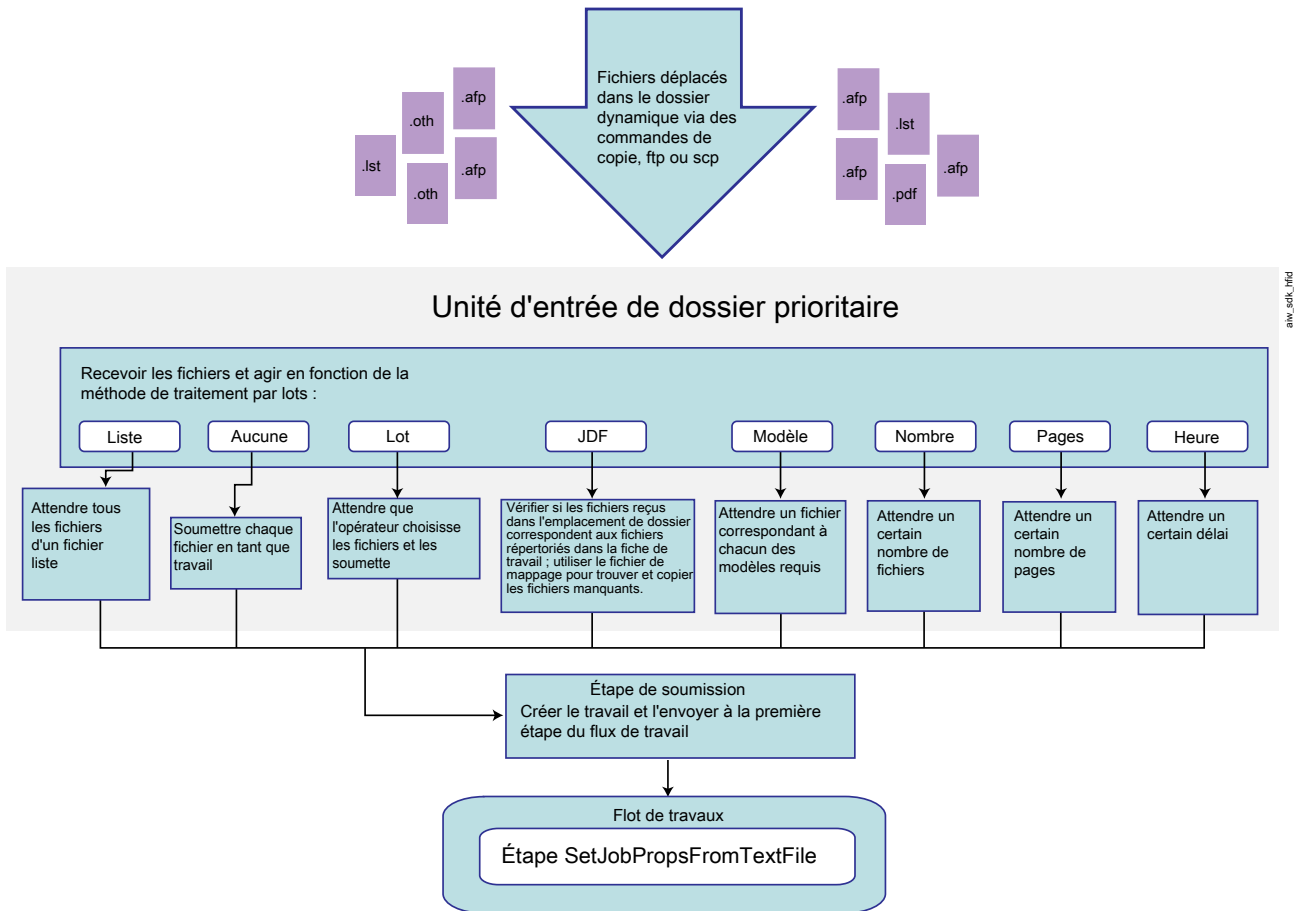 Fichiers déplacés
dans le dossier
dynamique via des
commandes de
copie, ftp ou scp
.lst
.oth
.oth
.afp
.afp
.afp
.afp
.lst
.pdf
.afp
aiw_sdk_hfid
Unité d'entrée de dossier prioritaire
Recevoir les fichiers et agir en fonction de la
méthode de traitement par lots :
Liste
Aucune
Lot
JDF
Modèle
Nombre
Pages
Heure
Attendre tous
les fichiers
d'un fichier
liste
Soumettre chaque
fichier en tant que
travail
Attendre que
l'opérateur choisisse
les fichiers et les
soumette
Vérifier si les fichiers reçus
dans l'emplacement de dossier
correspondent aux fichiers
répertoriés dans la fiche de
travail ; utiliser le fichier de
mappage pour trouver et copier
les fichiers manquants.
Attendre un fichier
correspondant à
chacun des
modèles requis
Attendre un
certain
nombre de
fichiers
Attendre un
certain
nombre de
pages
Attendre un
certain délai
Étape de soumission
Créer le travail et l'envoyer à la première
étape du flux de travail
Flot de travaux
Étape SetJobPropsFromTextFile